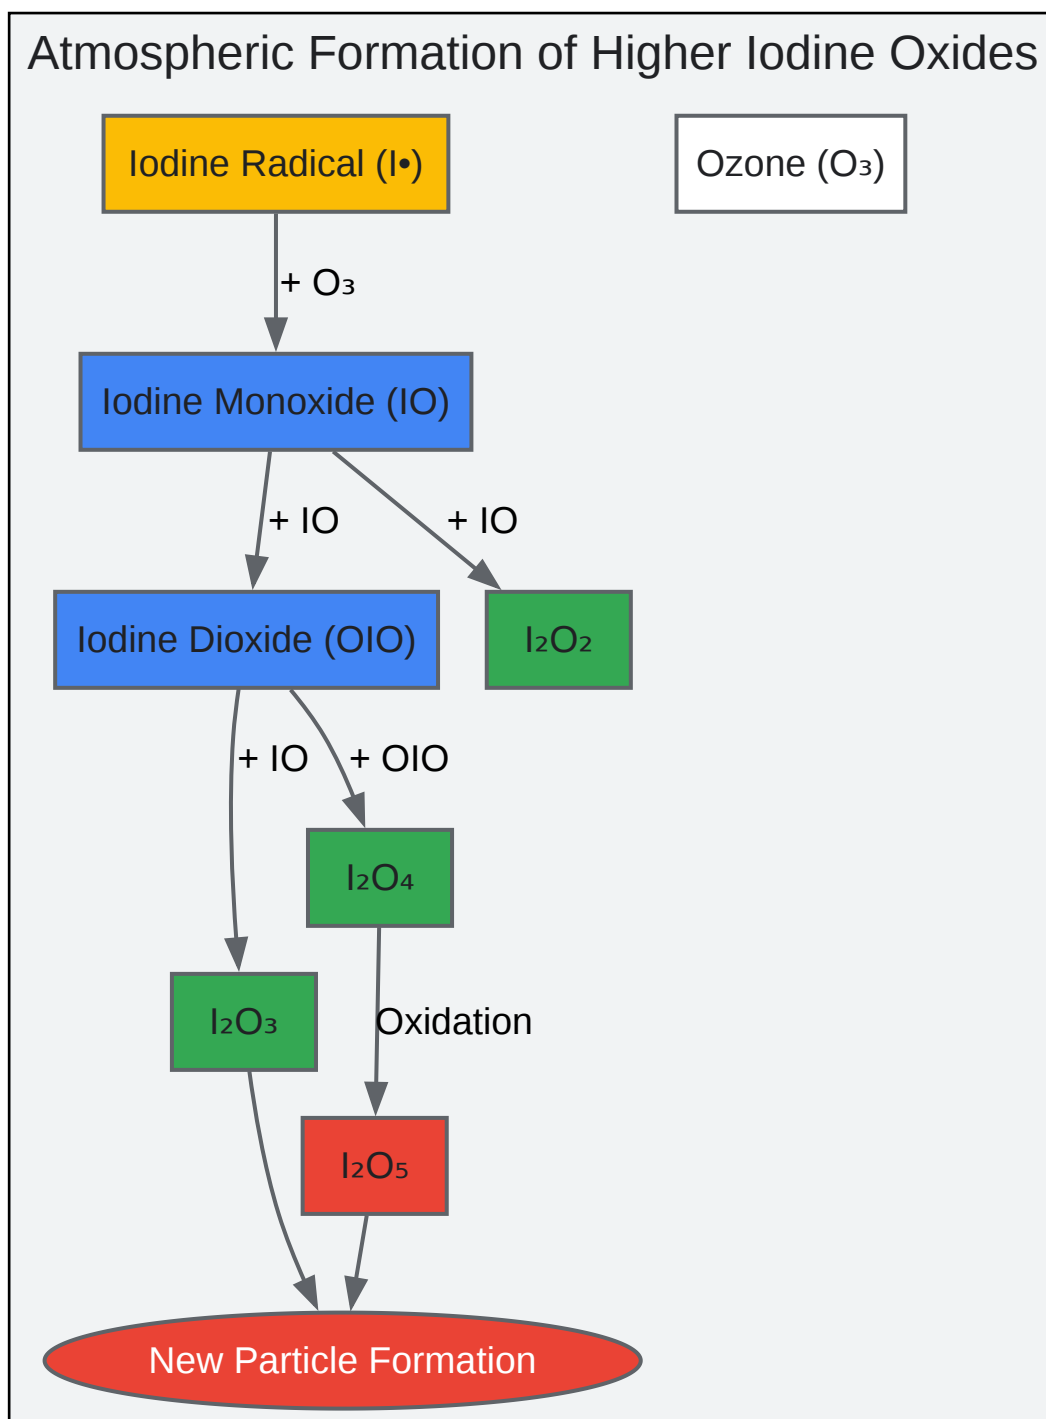 Atmospheric Formation of Higher Iodine Oxides
Iodine Radical (I•)
Ozone (O₃)
+ O₃
Iodine Monoxide (IO)
+ IO
+ IO
Iodine Dioxide (OIO)
I₂O₂
+ IO
+ OIO
I₂O₄
I₂O₃
Oxidation
I₂O₅
New Particle Formation